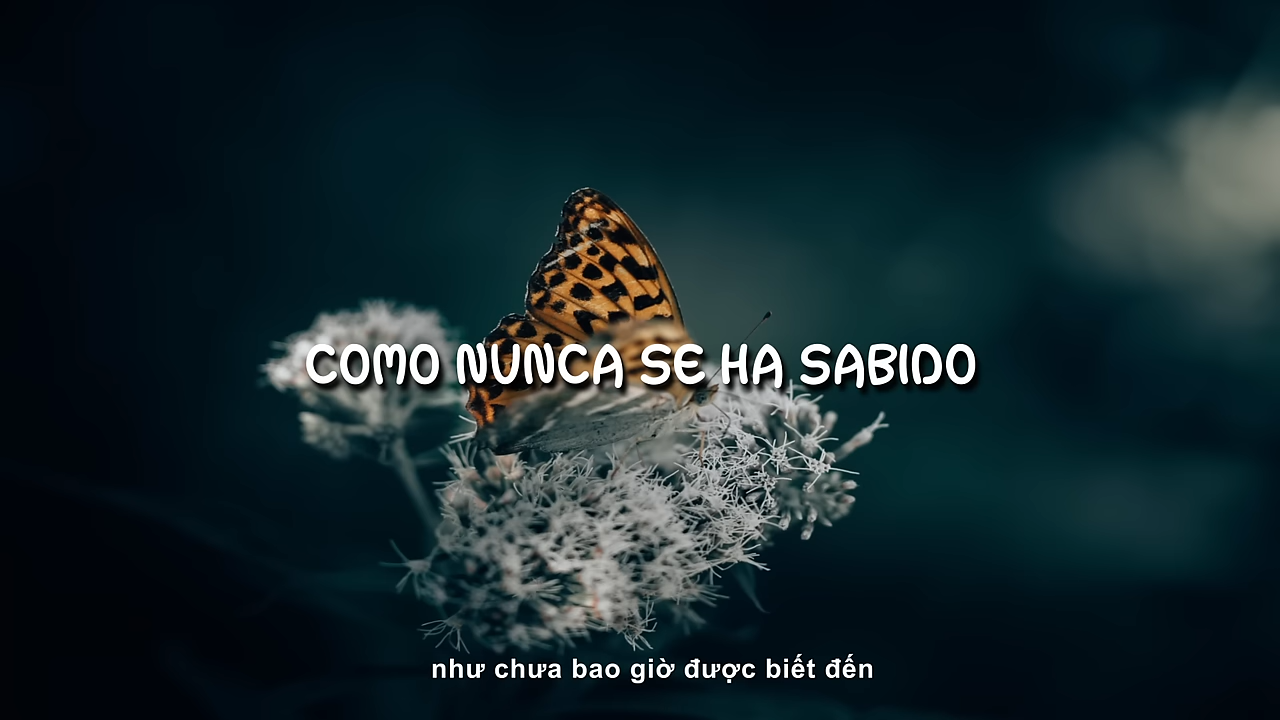 COMO NUNCA SE HA SABIDO
như chưa bao giờ được biết đến